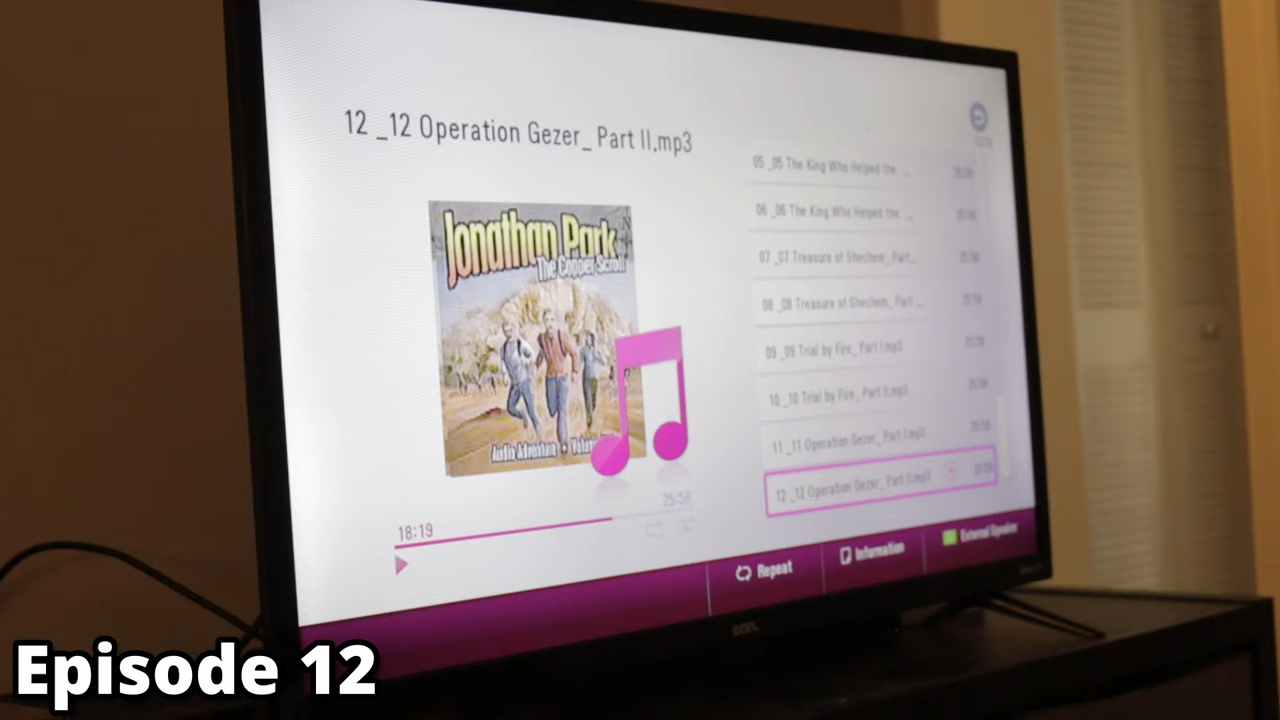 12 _12 Operation Gezer_ Part II.mp3
Jonathan Park
The Copper Scroll
Audio Adventure •
18:19
25:58
05 _05 The King Who Helped the ...
06 _06 The King Who Helped the ...
07 _07 Treasure of Shechem_ Part...
08 _08 Treasure of Shechem_ Part ...
09 _09 Trial by Fire_ Part I.mp3
10 _10 Trial by Fire_ Part II.mp3
11 _11 Operation Gezer_ Part I.mp3
12 _12 Operation Gezer_ Part II.mp3
Repeat
Information
External Speaker
onn.
Episode 12